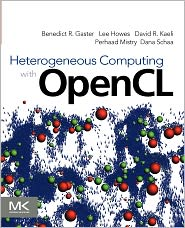 Benedict R. Gaster Lee Howes David R. Kaeli
Perhaad Mistry Dana Schaa
Heterogeneous Computing
with OpenCL
MK